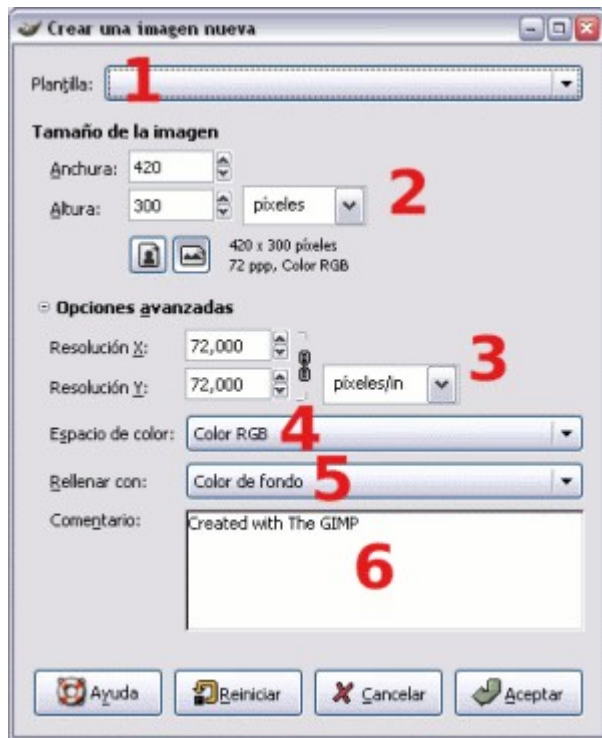 Crear una imagen nueva
Plantilla: 1
Tamaño de la imagen
Anchura: 420
Altura: 300 píxeles 2
420 x 300 píxeles
72 ppp, Color RGB
Opciones avanzadas
Resolución X: 72,000
Resolución Y: 72,000 píxeles/in 3
Espacio de color: Color RGB 4
Rellenar con: Color de fondo 5
Comentario: Created with The GIMP
6
Ayuda Reiniciar Cancelar Aceptar